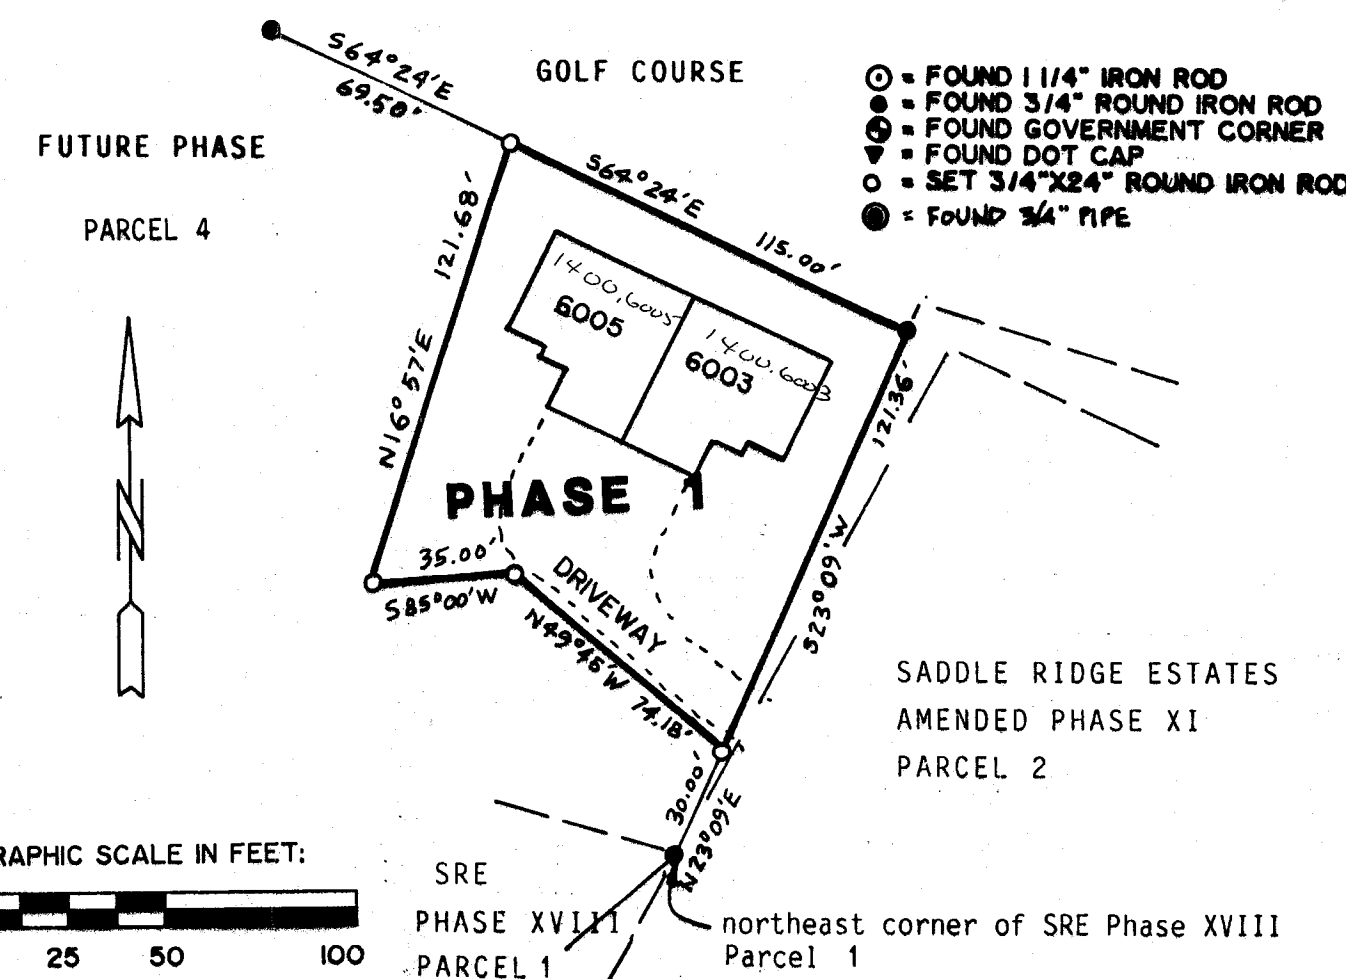 S64°24'E
69.50'
GOLF COURSE
⊙ = FOUND 1 1/4" IRON ROD
● = FOUND 3/4" ROUND IRON ROD
= FOUND GOVERNMENT CORNER
▼ = FOUND DOT CAP
○ = SET 3/4"X24" ROUND IRON ROD
= FOUND 3/4" PIPE
FUTURE PHASE
PARCEL 4
S64°24'E
115.00'
121.68'
N16°57'E
1400.6005
6005
1400.6003
6003
121.36'
S23°09'W
PHASE 1
35.00'
S85°00'W
DRIVEWAY
N49°45'W 74.18'
N
SADDLE RIDGE ESTATES
AMENDED PHASE XI
PARCEL 2
30.00'
N23°09'E
RAPHIC SCALE IN FEET:
25 50 100
SRE
PHASE XVIII
PARCEL 1
northeast corner of SRE Phase XVIII
Parcel 1